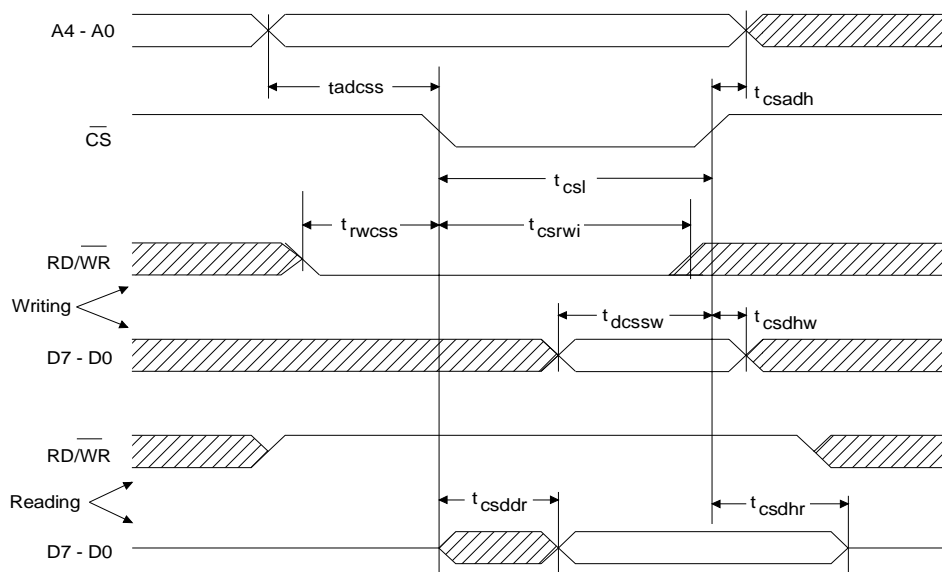 A4 - A0
tadcss
t csadh
CS
t csl
t rwcss
t csrwi
RD/WR
Writing
t dcssw
t csdhw
D7 - D0
RD/WR
Reading
t csddr
t csdhr
D7 - D0